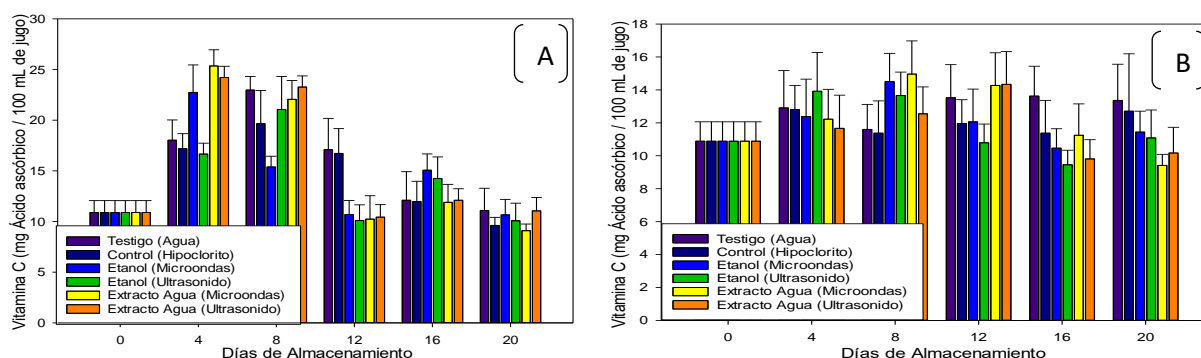 Vitamina C (mg Ácido ascórbico / 100 mL de jugo)
30
25
20
15
10
5
0
A
Testigo (Agua)
Control (Hipoclorito)
Etanol (Microondas)
Etanol (Ultrasonido)
Extracto Agua (Microondas)
Extracto Agua (Ultrasonido)
0 4 8 12 16 20
Días de Almacenamiento
Vitamina C (mg Ácido ascórbico / 100 mL de jugo)
18
16
14
12
10
8
6
4
2
0
B
Testigo (Agua)
Control (Hipoclorito)
Etanol (Microondas)
Etanol (Ultrasonido)
Extracto Agua (Microondas)
Extracto Agua (Ultrasonido)
0 4 8 12 16 20
Días de Almacenamiento